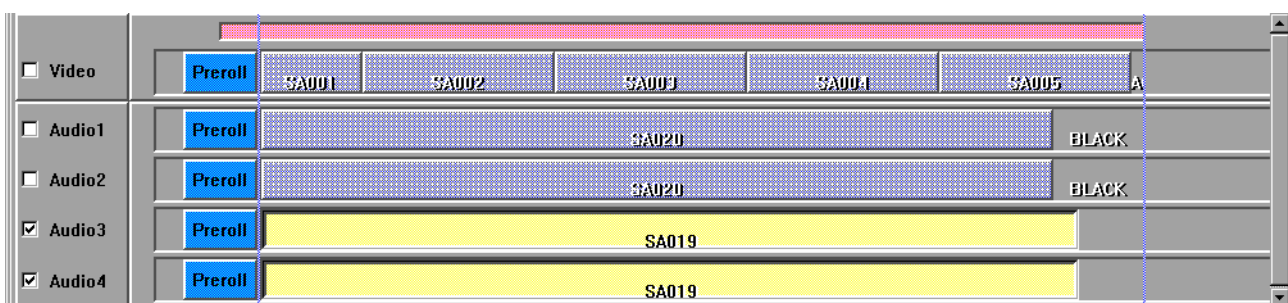 Video Preroll SA001 SA002 SA003 SA004 SA005 A
Audio1 Preroll SA020 BLACK
Audio2 Preroll SA020 BLACK
Audio3 Preroll SA019
Audio4 Preroll SA019